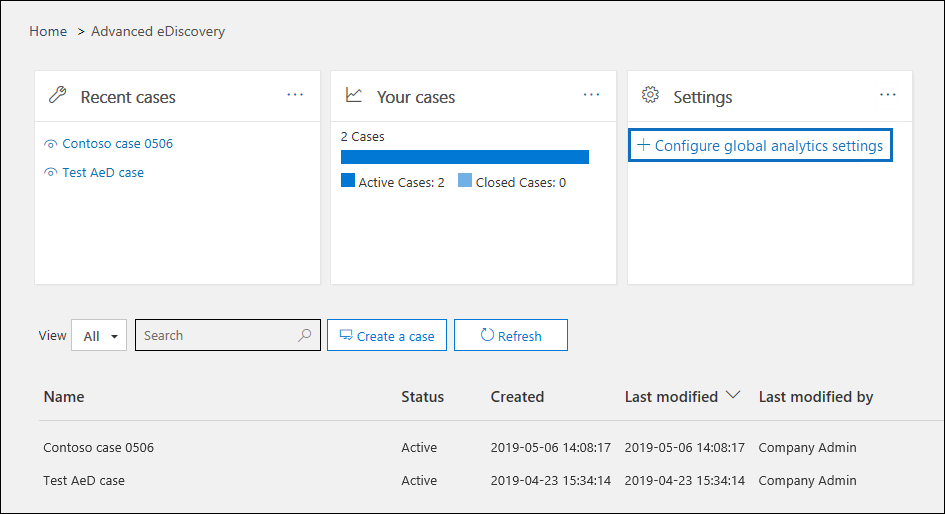 Home > Advanced eDiscovery
Recent cases ...
Contoso case 0506
Test AeD case
Your cases ...
2 Cases
Active Cases: 2 Closed Cases: 0
Settings ...
+ Configure global analytics settings
View All Search Create a case Refresh
Name Status Created Last modified Last modified by
Contoso case 0506 Active 2019-05-06 14:08:17 2019-05-06 14:08:17 Company Admin
Test AeD case Active 2019-04-23 15:34:14 2019-04-23 15:34:14 Company Admin